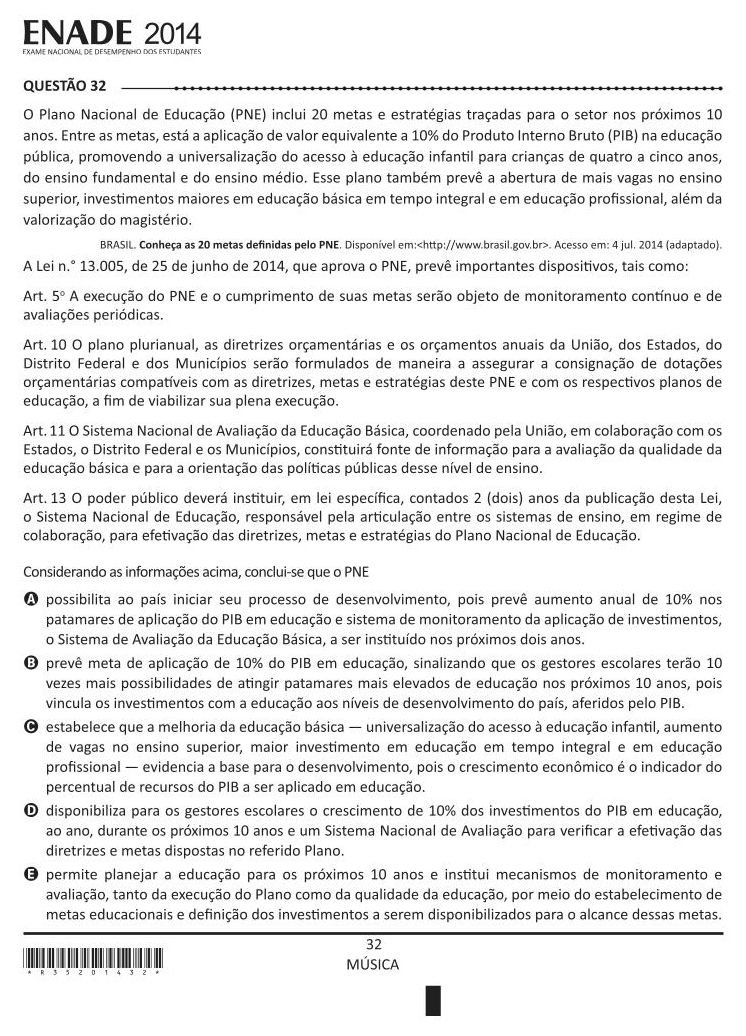 ENADE 2014
EXAME NACIONAL DE DESEMPENHO DOS ESTUDANTES
QUESTÃO 32
O Plano Nacional de Educação (PNE) inclui 20 metas e estratégias traçadas para o setor nos próximos 10
anos. Entre as metas, está a aplicação de valor equivalente a 10% do Produto Interno Bruto (PIB) na educação
pública, promovendo a universalização do acesso à educação infantil para crianças de quatro a cinco anos,
do ensino fundamental e do ensino médio. Esse plano também prevê a abertura de mais vagas no ensino
superior, investimentos maiores em educação básica em tempo integral e em educação profissional, além da
valorização do magistério.
BRASIL. Conheça as 20 metas definidas pelo PNE. Disponível em:<http://www.brasil.gov.br>. Acesso em: 4 jul. 2014 (adaptado).
A Lei n.° 13.005, de 25 de junho de 2014, que aprova o PNE, prevê importantes dispositivos, tais como:
Art. 5º A execução do PNE e o cumprimento de suas metas serão objeto de monitoramento contínuo e de
avaliações periódicas.
Art. 10 O plano plurianual, as diretrizes orçamentárias e os orçamentos anuais da União, dos Estados, do
Distrito Federal e dos Municípios serão formulados de maneira a assegurar a consignação de dotações
orçamentárias compatíveis com as diretrizes, metas e estratégias deste PNE e com os respectivos planos de
educação, a fim de viabilizar sua plena execução.
Art. 11 O Sistema Nacional de Avaliação da Educação Básica, coordenado pela União, em colaboração com os
Estados, o Distrito Federal e os Municípios, constituirá fonte de informação para a avaliação da qualidade da
educação básica e para a orientação das políticas públicas desse nível de ensino.
Art. 13 O poder público deverá instituir, em lei específica, contados 2 (dois) anos da publicação desta Lei,
o Sistema Nacional de Educação, responsável pela articulação entre os sistemas de ensino, em regime de
colaboração, para efetivação das diretrizes, metas e estratégias do Plano Nacional de Educação.
Considerando as informações acima, conclui-se que o PNE
A possibilita ao país iniciar seu processo de desenvolvimento, pois prevê aumento anual de 10% nos
patamares de aplicação do PIB em educação e sistema de monitoramento da aplicação de investimentos,
o Sistema de Avaliação da Educação Básica, a ser instituído nos próximos dois anos.
B prevê meta de aplicação de 10% do PIB em educação, sinalizando que os gestores escolares terão 10
vezes mais possibilidades de atingir patamares mais elevados de educação nos próximos 10 anos, pois
vincula os investimentos com a educação aos níveis de desenvolvimento do país, aferidos pelo PIB.
C estabelece que a melhoria da educação básica — universalização do acesso à educação infantil, aumento
de vagas no ensino superior, maior investimento em educação em tempo integral e em educação
profissional — evidencia a base para o desenvolvimento, pois o crescimento econômico é o indicador do
percentual de recursos do PIB a ser aplicado em educação.
D disponibiliza para os gestores escolares o crescimento de 10% dos investimentos do PIB em educação,
ao ano, durante os próximos 10 anos e um Sistema Nacional de Avaliação para verificar a efetivação das
diretrizes e metas dispostas no referido Plano.
E permite planejar a educação para os próximos 10 anos e institui mecanismos de monitoramento e
avaliação, tanto da execução do Plano como da qualidade da educação, por meio do estabelecimento de
metas educacionais e definição dos investimentos a serem disponibilizados para o alcance dessas metas.
32
MÚSICA
*R35201432*